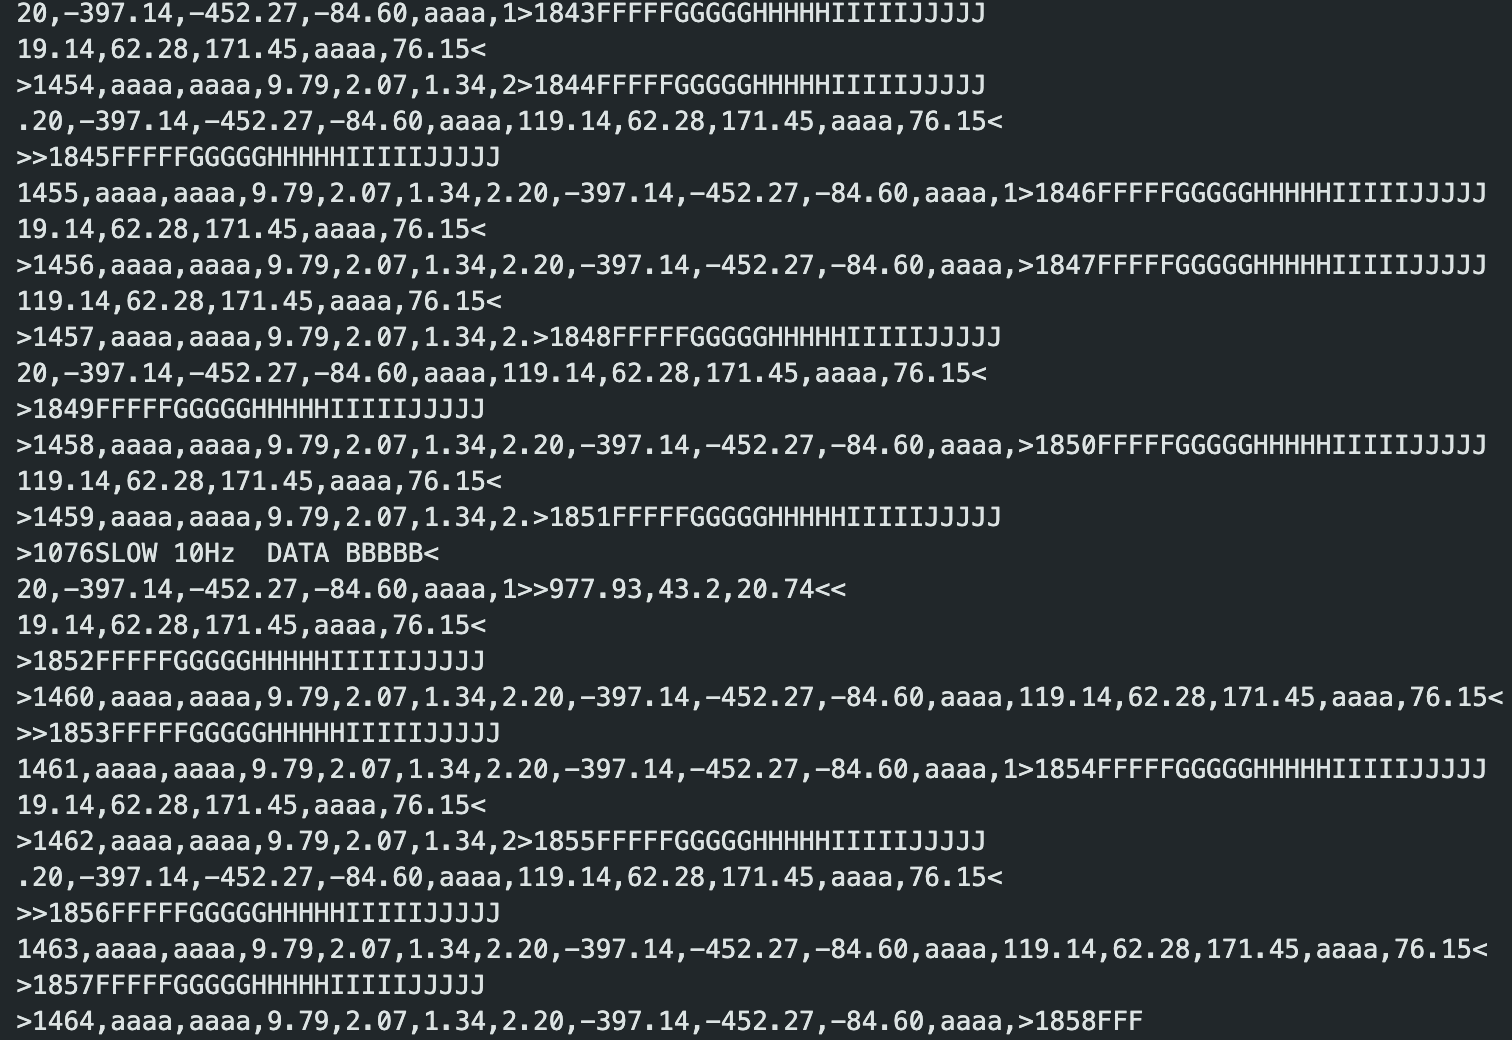 20,-397.14,-452.27,-84.60,aaaa,1>1843FFFFFGGGGGHHHHHIIIIIJJJJJ
19.14,62.28,171.45,aaaa,76.15<
>1454,aaaa,aaaa,9.79,2.07,1.34,2>1844FFFFFGGGGGHHHHHIIIIIJJJJJ
.20,-397.14,-452.27,-84.60,aaaa,119.14,62.28,171.45,aaaa,76.15<
>>1845FFFFFGGGGGHHHHHIIIIIJJJJJ
1455,aaaa,aaaa,9.79,2.07,1.34,2.20,-397.14,-452.27,-84.60,aaaa,1>1846FFFFFGGGGGHHHHHIIIIIJJJJJ
19.14,62.28,171.45,aaaa,76.15<
>1456,aaaa,aaaa,9.79,2.07,1.34,2.20,-397.14,-452.27,-84.60,aaaa,>1847FFFFFGGGGGHHHHHIIIIIJJJJJ
119.14,62.28,171.45,aaaa,76.15<
>1457,aaaa,aaaa,9.79,2.07,1.34,2.>1848FFFFFGGGGGHHHHHIIIIIJJJJJ
20,-397.14,-452.27,-84.60,aaaa,119.14,62.28,171.45,aaaa,76.15<
>1849FFFFFGGGGGHHHHHIIIIIJJJJJ
>1458,aaaa,aaaa,9.79,2.07,1.34,2.20,-397.14,-452.27,-84.60,aaaa,>1850FFFFFGGGGGHHHHHIIIIIJJJJJ
119.14,62.28,171.45,aaaa,76.15<
>1459,aaaa,aaaa,9.79,2.07,1.34,2.>1851FFFFFGGGGGHHHHHIIIIIJJJJJ
>1076SLOW 10Hz  DATA BBBBB<
20,-397.14,-452.27,-84.60,aaaa,1>>977.93,43.2,20.74<<
19.14,62.28,171.45,aaaa,76.15<
>1852FFFFFGGGGGHHHHHIIIIIJJJJJ
>1460,aaaa,aaaa,9.79,2.07,1.34,2.20,-397.14,-452.27,-84.60,aaaa,119.14,62.28,171.45,aaaa,76.15<
>>1853FFFFFGGGGGHHHHHIIIIIJJJJJ
1461,aaaa,aaaa,9.79,2.07,1.34,2.20,-397.14,-452.27,-84.60,aaaa,1>1854FFFFFGGGGGHHHHHIIIIIJJJJJ
19.14,62.28,171.45,aaaa,76.15<
>1462,aaaa,aaaa,9.79,2.07,1.34,2>1855FFFFFGGGGGHHHHHIIIIIJJJJJ
.20,-397.14,-452.27,-84.60,aaaa,119.14,62.28,171.45,aaaa,76.15<
>>1856FFFFFGGGGGHHHHHIIIIIJJJJJ
1463,aaaa,aaaa,9.79,2.07,1.34,2.20,-397.14,-452.27,-84.60,aaaa,119.14,62.28,171.45,aaaa,76.15<
>1857FFFFFGGGGGHHHHHIIIIIJJJJJ
>1464,aaaa,aaaa,9.79,2.07,1.34,2.20,-397.14,-452.27,-84.60,aaaa,>1858FFF